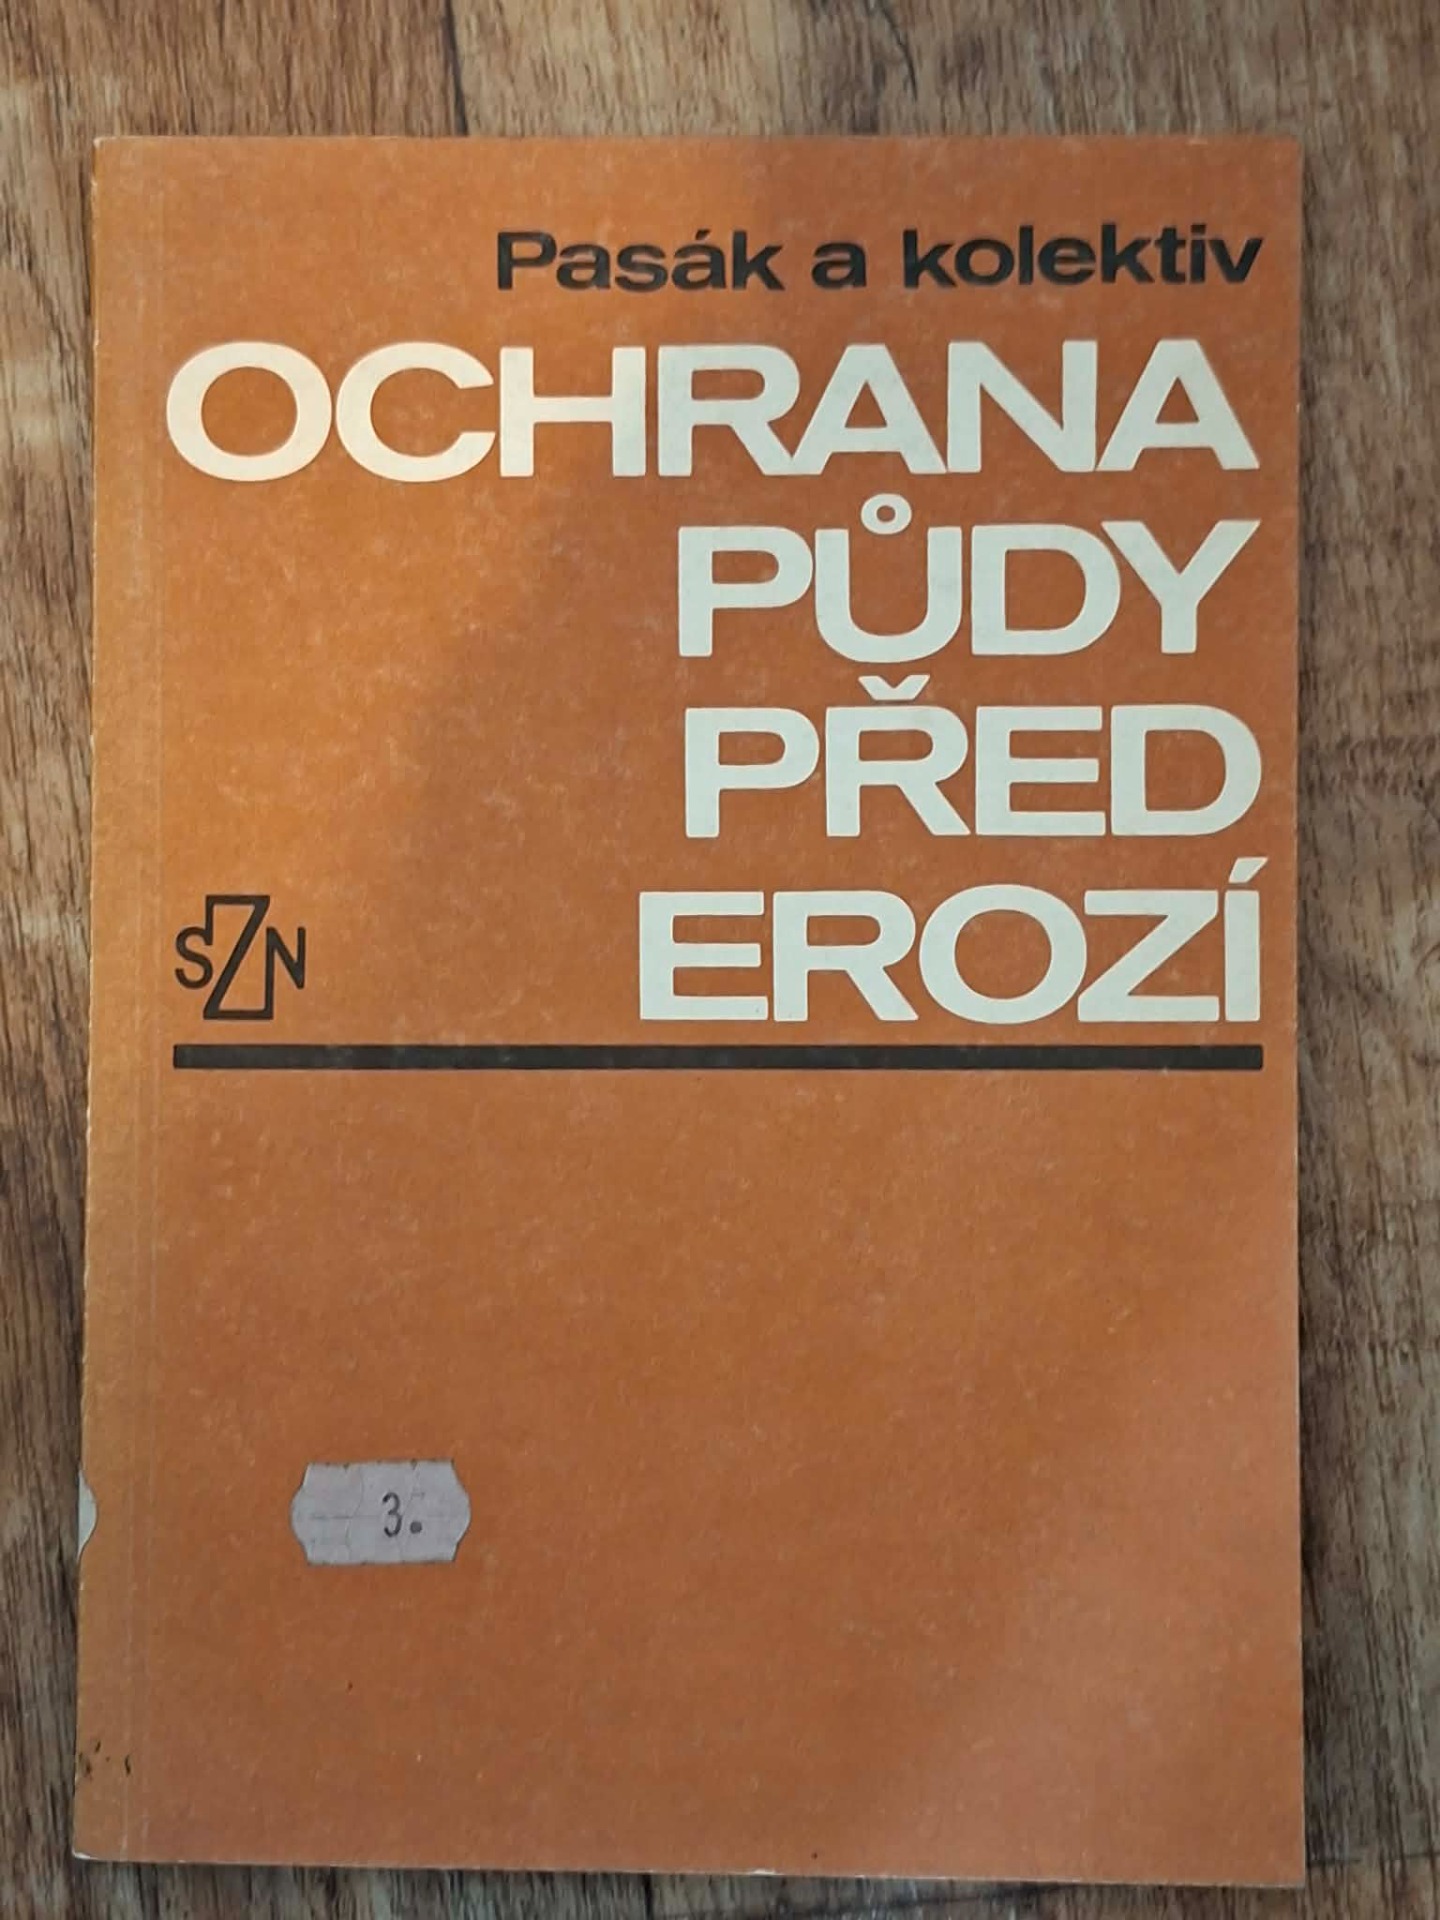 Pasák a kolektiv
OCHRANA
PŮDY
PŘED
EROZÍ
SZN
3.